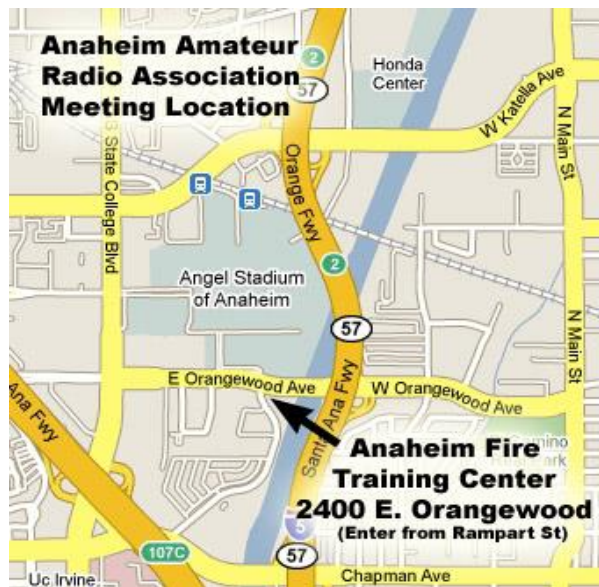 Anaheim Amateur
Radio Association
Meeting Location
2
57
Honda
Center
W Katella Ave
N Main St
S State College Blvd
Orange Fwy
Angel Stadium
of Anaheim
2
57
N Main St
E Orangewood Ave
W Orangewood Ave
Ana Fwy
Santa Ana Fwy
Anaheim Fire
Training Center
2400 E. Orangewood
(Enter from Rampart St)
5
107C
57
Chapman Ave
Uc Irvine